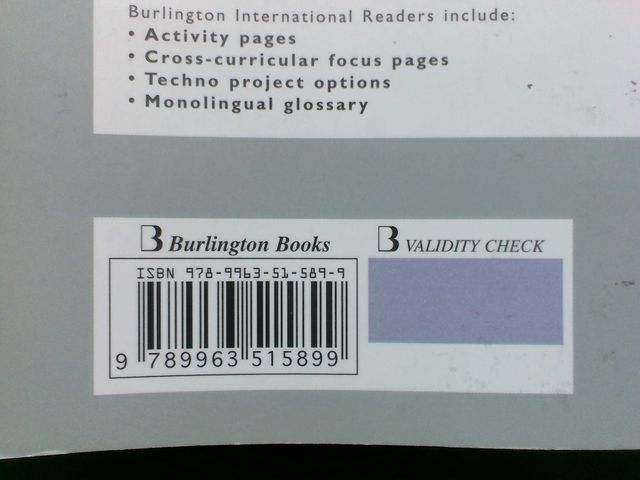 Burlington International Readers include:
• Activity pages
• Cross-curricular focus pages
• Techno project options
• Monolingual glossary
B Burlington Books
B VALIDITY CHECK
ISBN 978-9963-51-589-9
9 789963 515899